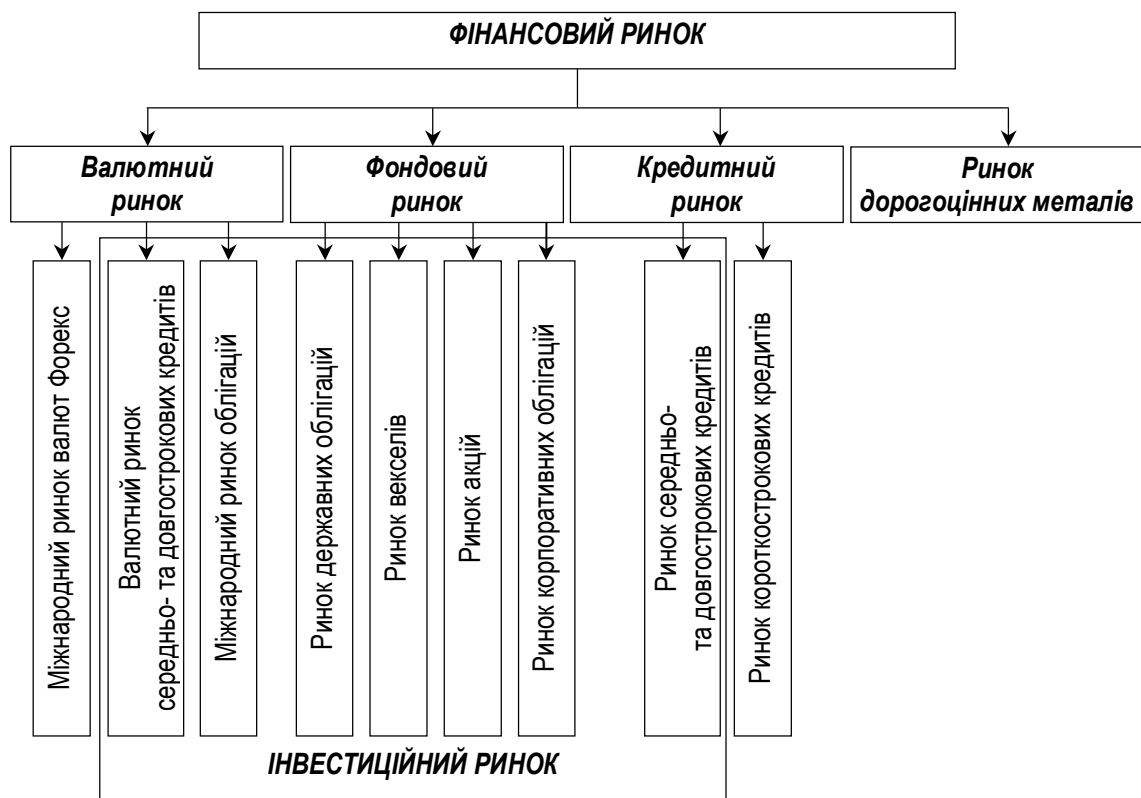 ФІНАНСОВИЙ РИНОК
Валютний
ринок
Фондовий
ринок
Кредитний
ринок
Ринок
дорогоцінних металів
Міжнародний ринок валют Форекс
Валютний ринок
середньо- та довгострокових кредитів
Міжнародний ринок облігацій
Ринок державних облігацій
Ринок векселів
Ринок акцій
Ринок корпоративних облігацій
Ринок середньо-
та довгострокових кредитів
Ринок короткострокових кредитів
ІНВЕСТИЦІЙНИЙ РИНОК